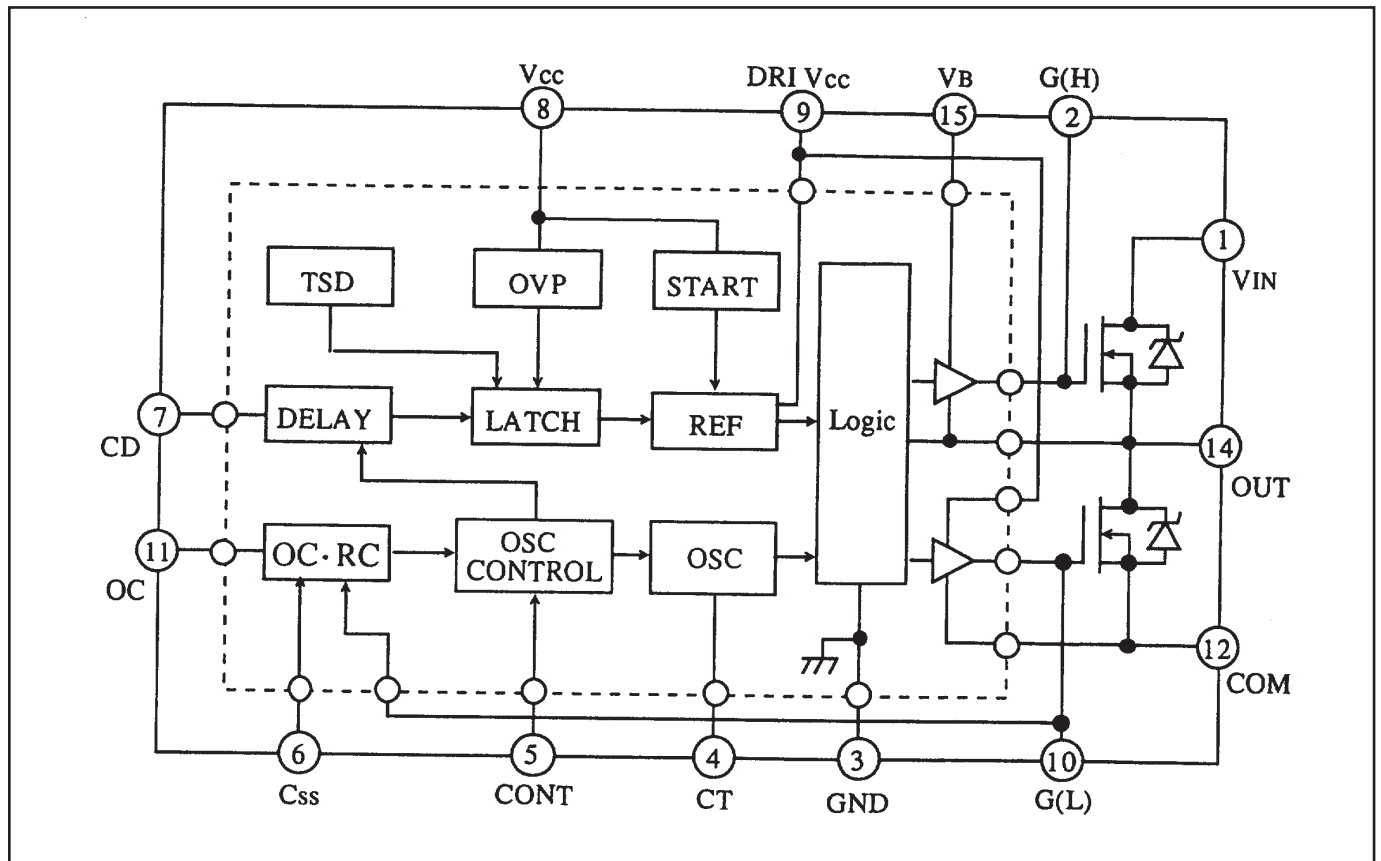 Vcc
8
DRI Vcc
9
VB
15
G(H)
2
1
VIN
TSD
OVP
START
7
CD
DELAY
LATCH
REF
Logic
14
OUT
11
OC
OC·RC
OSC
CONTROL
OSC
12
COM
6
Css
5
CONT
4
CT
3
GND
10
G(L)